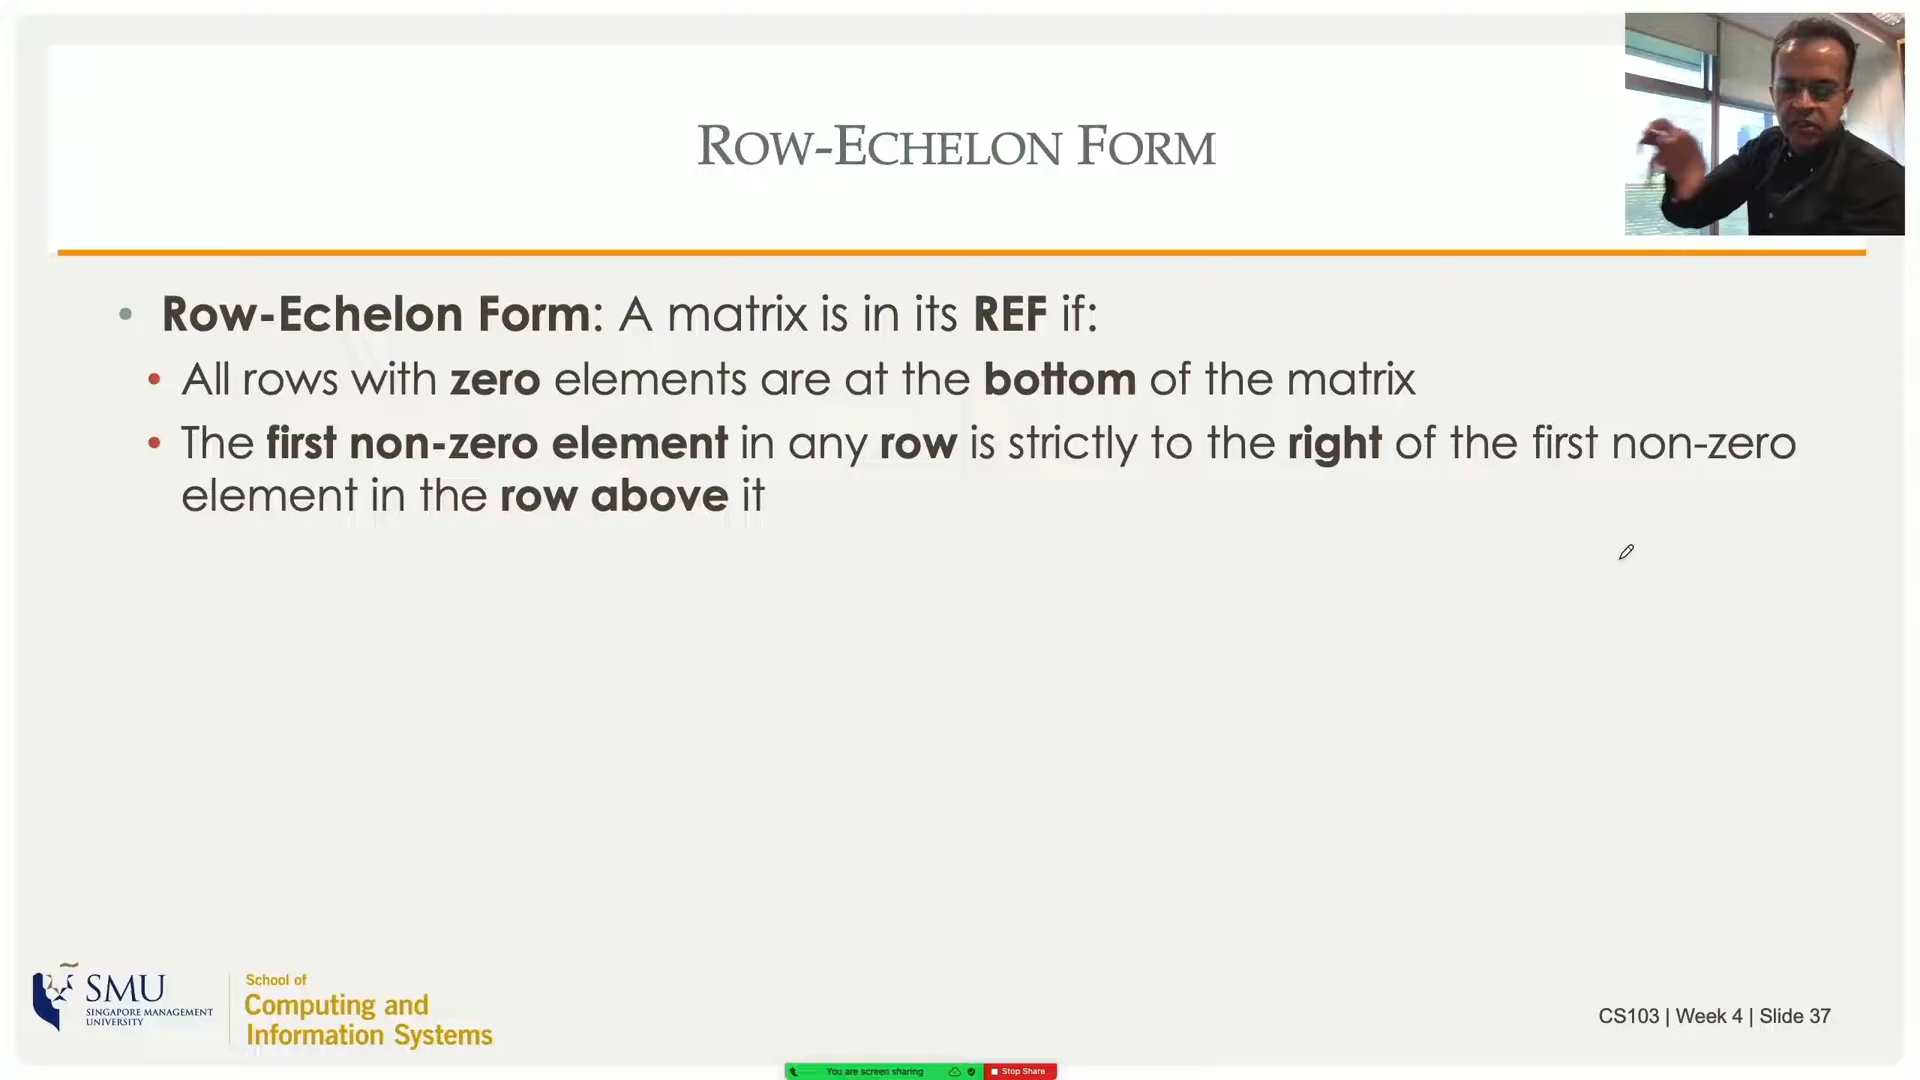 ROW-ECHELON FORM
• Row-Echelon Form: A matrix is in its REF if:
• All rows with zero elements are at the bottom of the matrix
• The first non-zero element in any row is strictly to the right of the first non-zero
element in the row above it
SMU
SINGAPORE MANAGEMENT
UNIVERSITY
School of
Computing and
Information Systems
CS103 | Week 4 | Slide 37
You are screen sharing
Stop Share